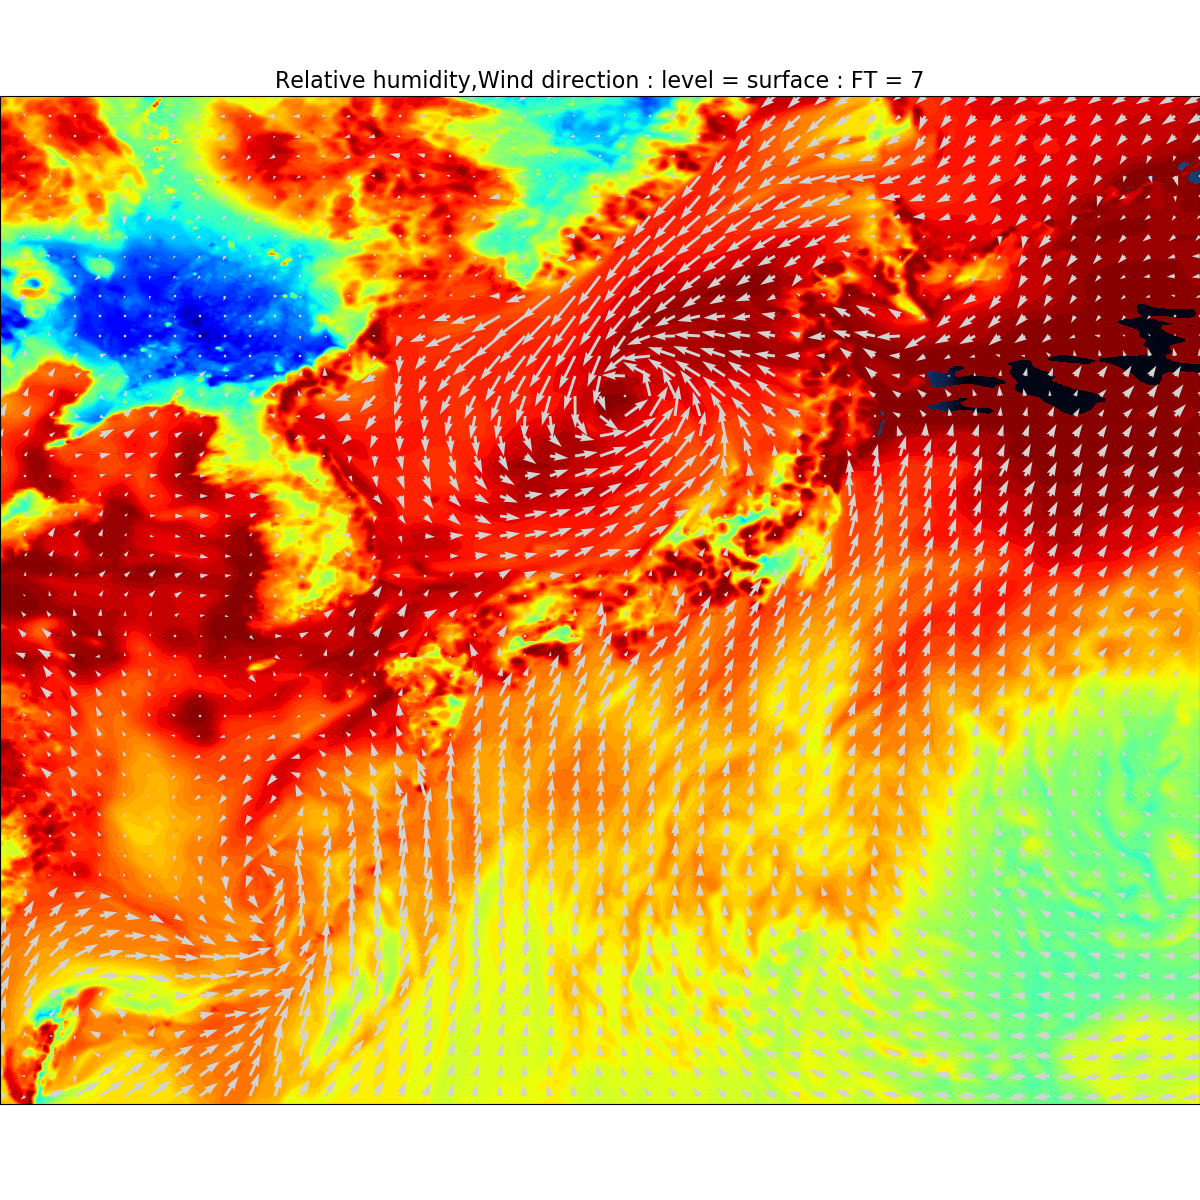 Relative humidity,Wind direction : level = surface : FT = 7